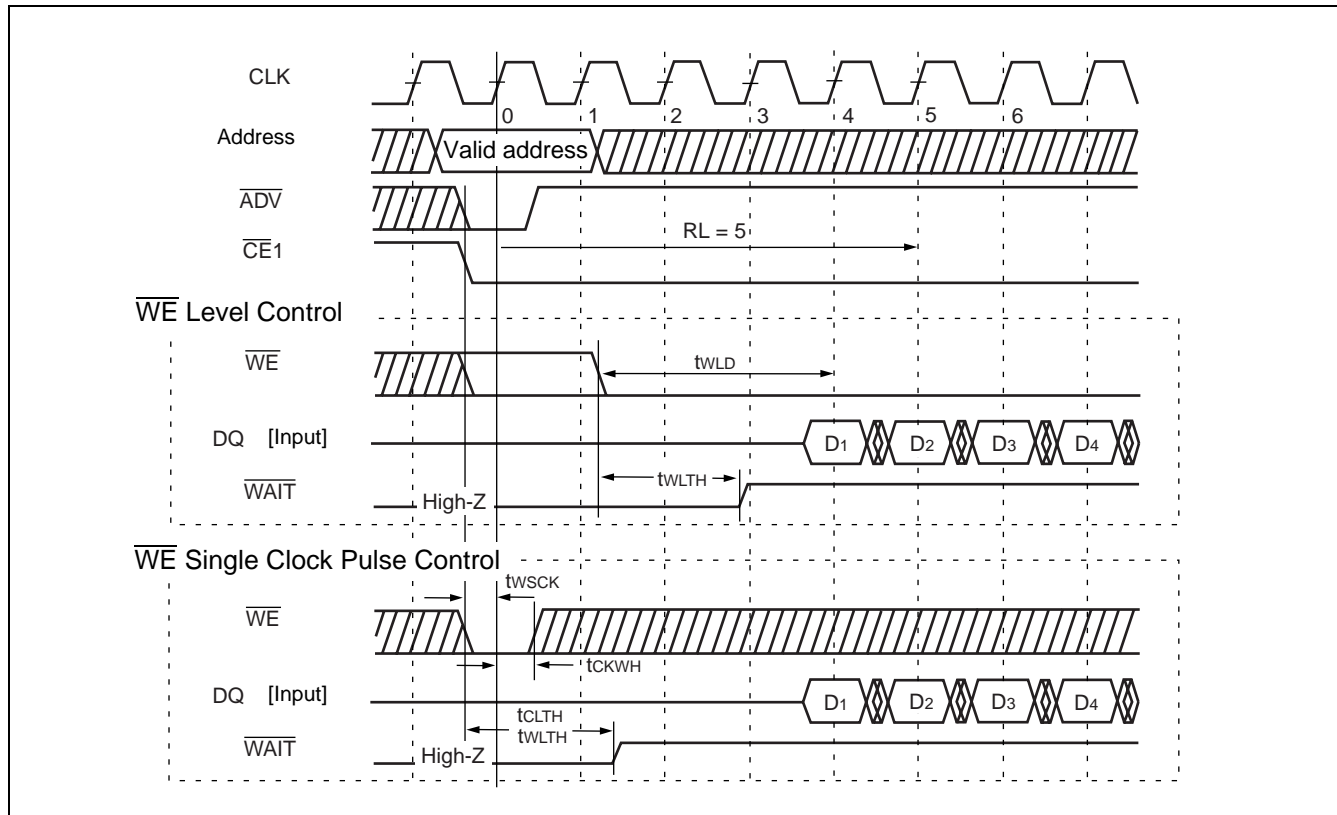 CLK
0 1 2 3 4 5 6
Address
Valid address
ADV
RL = 5
CE1
WE Level Control
WE
tWLD
DQ [Input]
D1 D2 D3 D4
tWLTH
WAIT
High-Z
WE Single Clock Pulse Control
tWSCK
WE
tCKWH
DQ [Input]
D1 D2 D3 D4
tCLTH
tWLTH
WAIT
High-Z